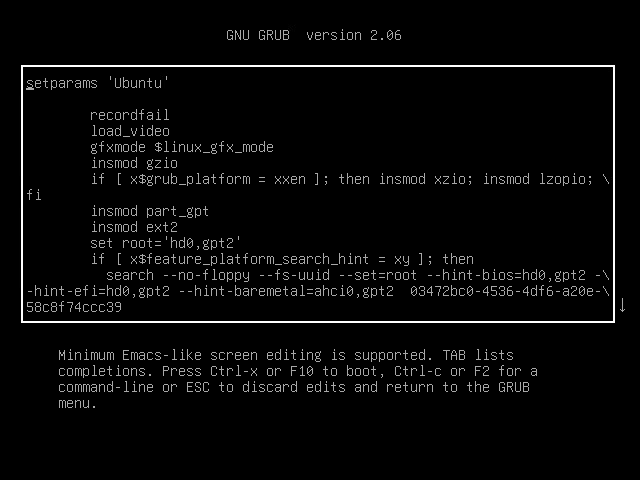 GNU GRUB  version 2.06
setparams 'Ubuntu'
recordfail
load_video
gfxmode $linux_gfx_mode
insmod gzio
if [ x$grub_platform = xxen ]; then insmod xzio; insmod lzopio; \
fi
insmod part_gpt
insmod ext2
set root='hd0,gpt2'
if [ x$feature_platform_search_hint = xy ]; then
search --no-floppy --fs-uuid --set=root --hint-bios=hd0,gpt2 -\
-hint-efi=hd0,gpt2 --hint-baremetal=ahci0,gpt2  03472bc0-4536-4df6-a20e-\
58c8f74ccc39
↓
Minimum Emacs-like screen editing is supported. TAB lists
completions. Press Ctrl-x or F10 to boot, Ctrl-c or F2 for a
command-line or ESC to discard edits and return to the GRUB
menu.